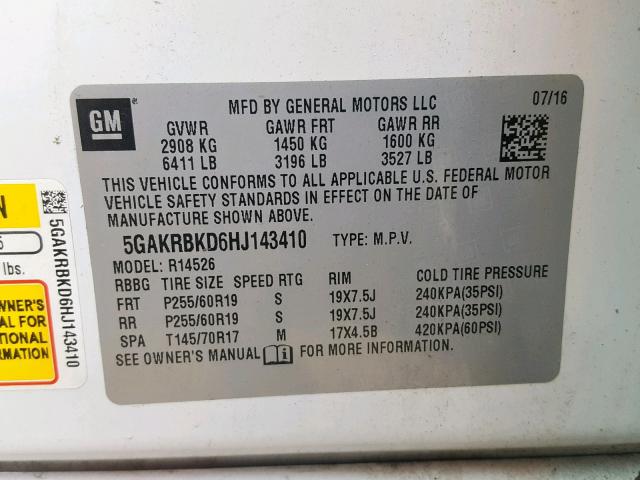 GM
MFD BY GENERAL MOTORS LLC 07/16
GVWR GAWR FRT GAWR RR
2908 KG 1450 KG 1600 KG
6411 LB 3196 LB 3527 LB
THIS VEHICLE CONFORMS TO ALL APPLICABLE U.S. FEDERAL MOTOR
VEHICLE SAFETY STANDARDS IN EFFECT ON THE DATE OF
MANUFACTURE SHOWN ABOVE.
5GAKRBKD6HJ143410 TYPE: M.P.V.
MODEL: R14526
RBBG TIRE SIZE SPEED RTG RIM COLD TIRE PRESSURE
FRT P255/60R19 S 19X7.5J 240KPA(35PSI)
RR P255/60R19 S 19X7.5J 240KPA(35PSI)
SPA T145/70R17 M 17X4.5B 420KPA(60PSI)
SEE OWNER'S MANUAL i FOR MORE INFORMATION.
lbs.
OWNER'S
FOR
5GAKRBKD6HJ143410